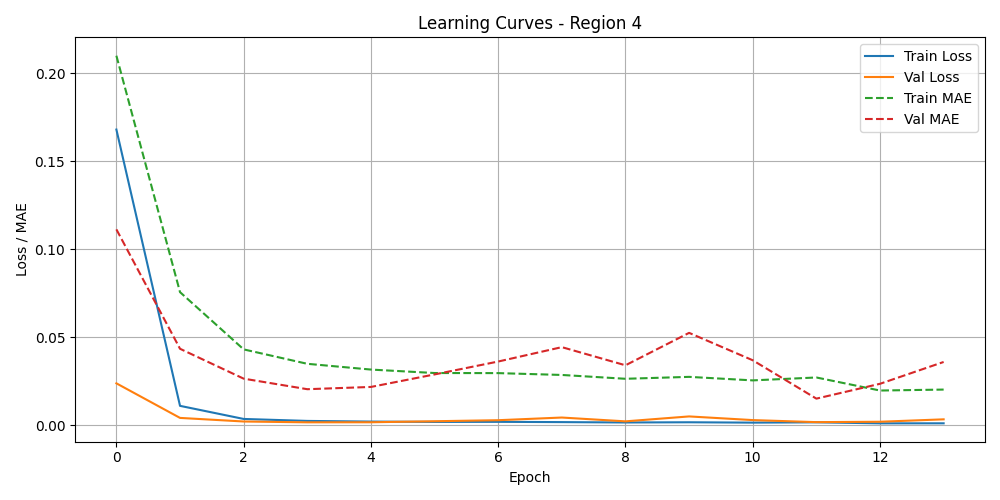 Learning Curves - Region 4
Train Loss
Val Loss
Train MAE
Val MAE
Loss / MAE
0.20
0.15
0.10
0.05
0.00
0 2 4 6 8 10 12
Epoch